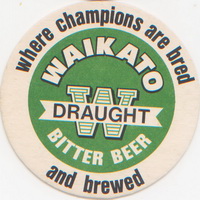 where champions are bred
WAIKATO
W
DRAUGHT
BITTER BEER
and brewed